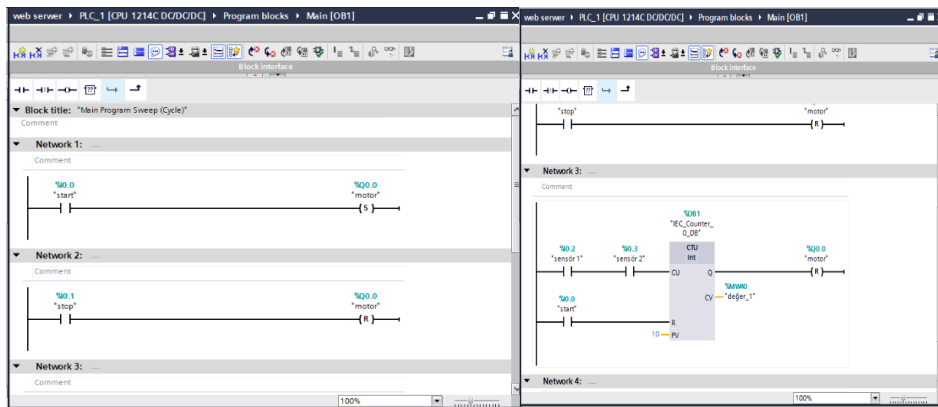 web serwer ▸ PLC_1 [CPU 1214C DC/DC/DC] ▸ Program blocks ▸ Main [OB1]
Block interface
Block title: "Main Program Sweep (Cycle)"
Comment
Network 1: ....
Comment
%I0.0
"start"
%Q0.0
"motor"
S
Network 2: ....
Comment
%I0.1
"stop"
%Q0.0
"motor"
R
Network 3: ....
Comment
100%
web serwer ▸ PLC_1 [CPU 1214C DC/DC/DC] ▸ Program blocks ▸ Main [OB1]
Block interface
"stop"
"motor"
R
Network 3: ....
Comment
%DB1
"IEC_Counter_
0_DB"
CTU
Int
%I0.2
"sensör 1"
%I0.3
"sensör 2"
CU
Q
%Q0.0
"motor"
R
%MW10
CV
"değer_1"
%I0.0
"start"
R
10
PV
Network 4: ....
100%